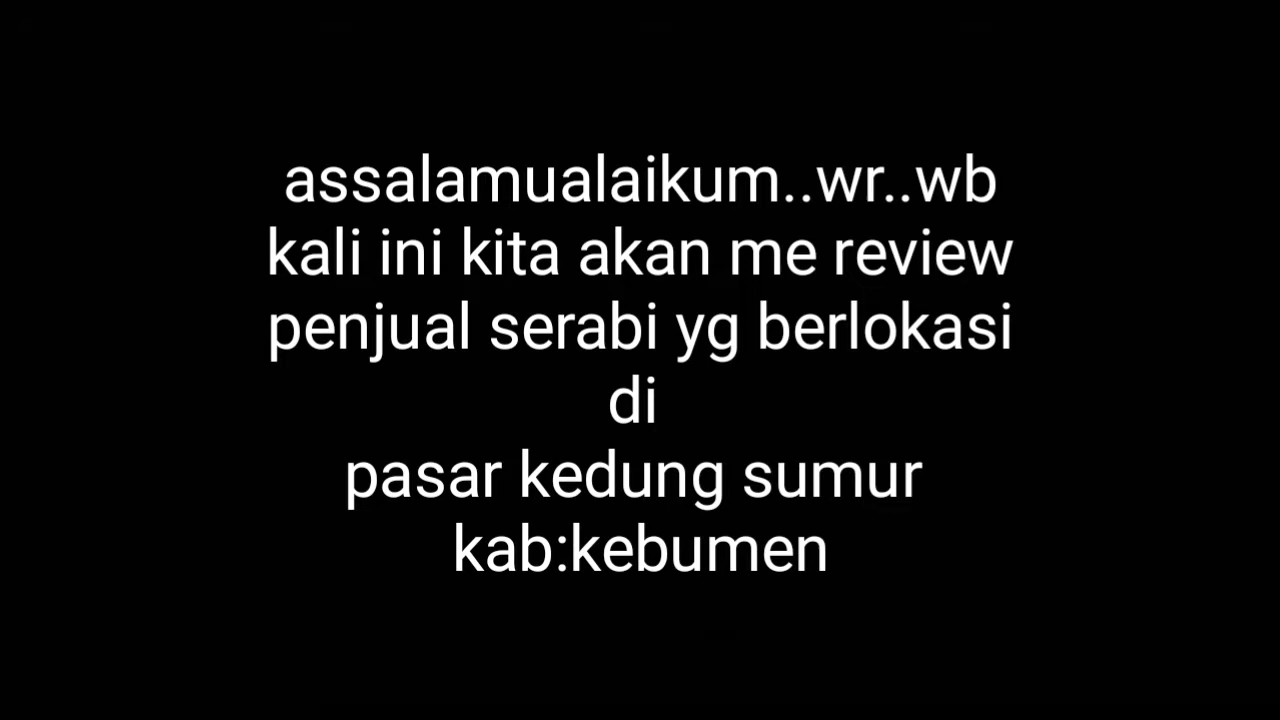 assalamualaikum..wr..wb
kali ini kita akan me review
penjual serabi yg berlokasi
di
pasar kedung sumur
kab:kebumen